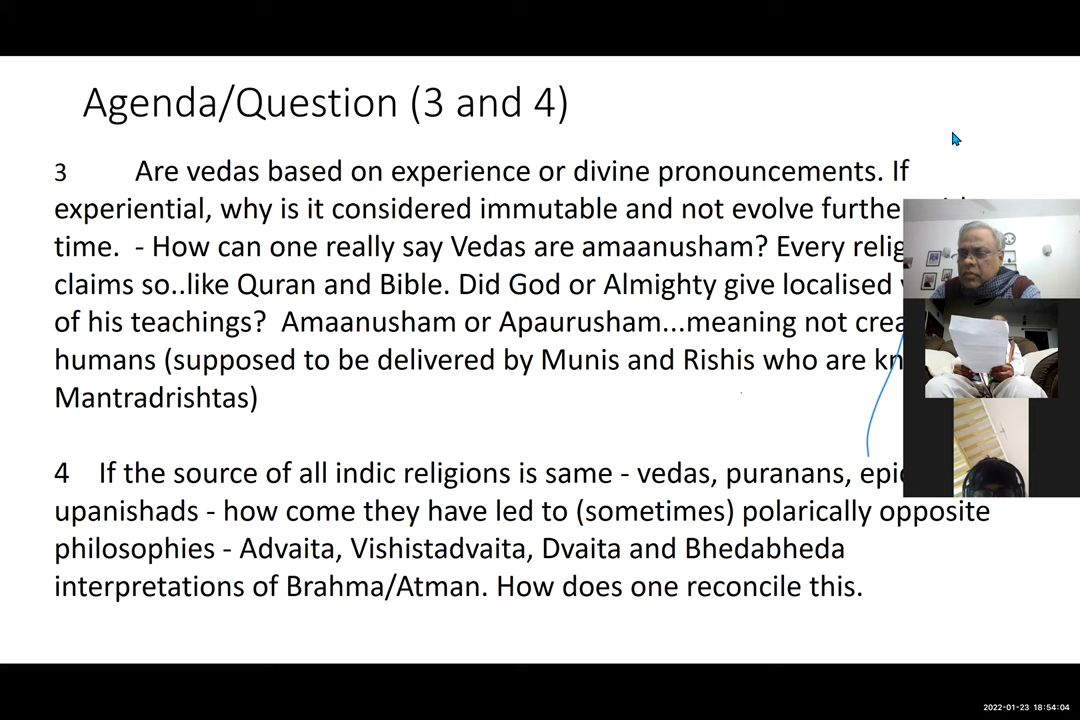 Agenda/Question (3 and 4)
3 Are vedas based on experience or divine pronouncements. If
experiential, why is it considered immutable and not evolve
time. - How can one really say Vedas are amaanusham? Every
claims so..like Quran and Bible. Did God or Almighty give localised
of his teachings? Amaanusham or Apaurusham...meaning not
humans (supposed to be delivered by Munis and Rishis who are
Mantradrishtas)
4 If the source of all indic religions is same - vedas, puranans,
upanishads - how come they have led to (sometimes) polarically opposite
philosophies - Advaita, Vishistadvaita, Dvaita and Bhedabheda
interpretations of Brahma/Atman. How does one reconcile this.
2022-01-23 18:54:04